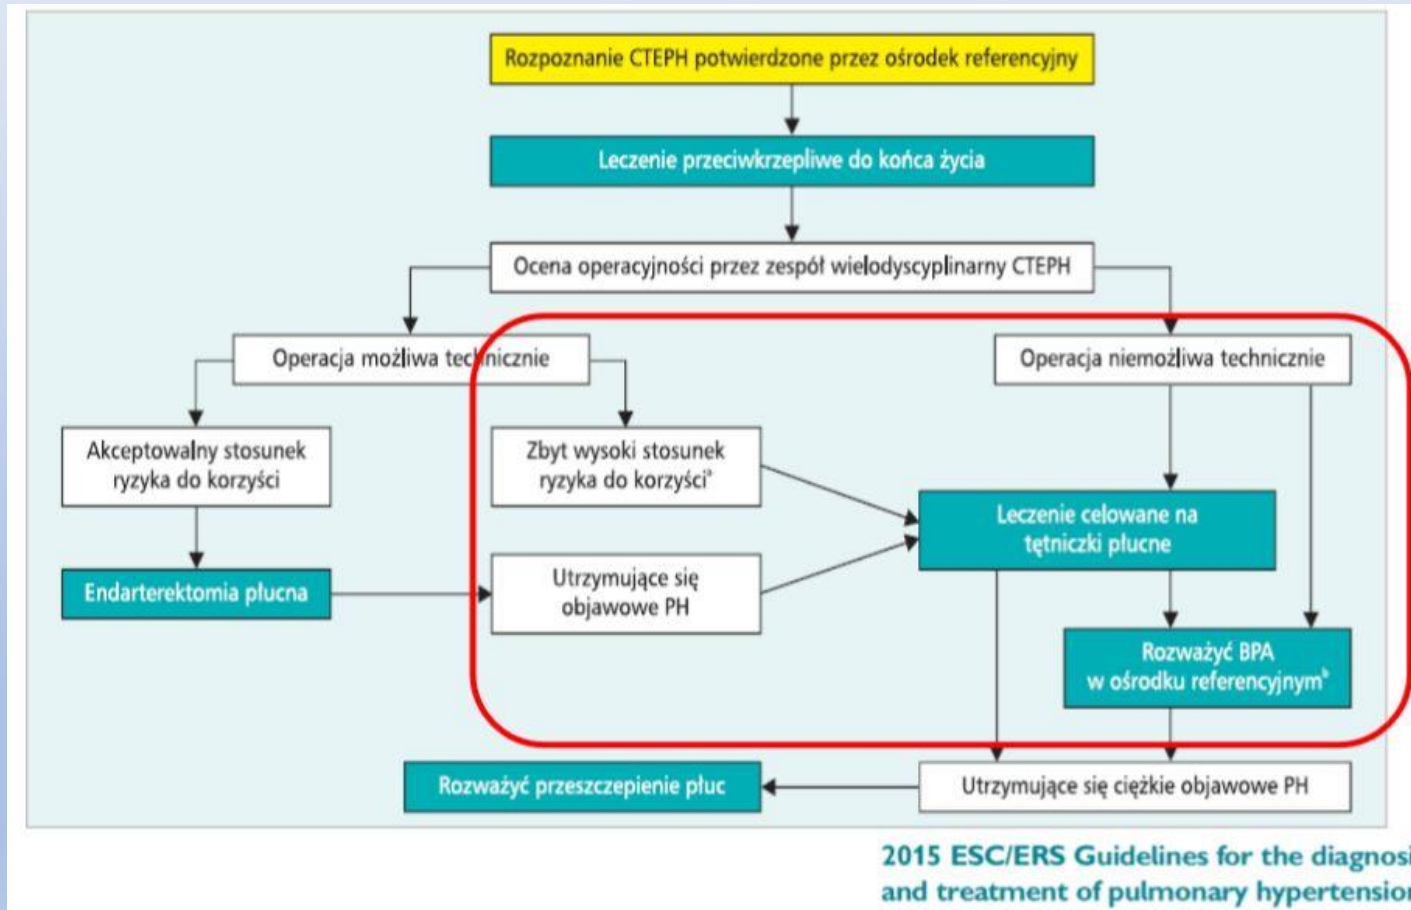 Rozpoznanie CTEPH potwierdzone przez ośrodek referencyjny
Leczenie przeciwkrzepliwe do końca życia
Ocena operacyjności przez zespół wielodyscyplinarny CTEPH
Operacja możliwa technicznie
Operacja niemożliwa technicznie
Akceptowalny stosunek
ryzyka do korzyści
Zbyt wysoki stosunek
ryzyka do korzyściᵃ
Leczenie celowane na
tętniczki płucne
Endarterektomia płucna
Utrzymujące się
objawowe PH
Rozważyć BPA
w ośrodku referencyjnymᵇ
Rozważyć przeszczepienie płuc
Utrzymujące się ciężkie objawowe PH
2015 ESC/ERS Guidelines for the diagnosi
and treatment of pulmonary hypertension